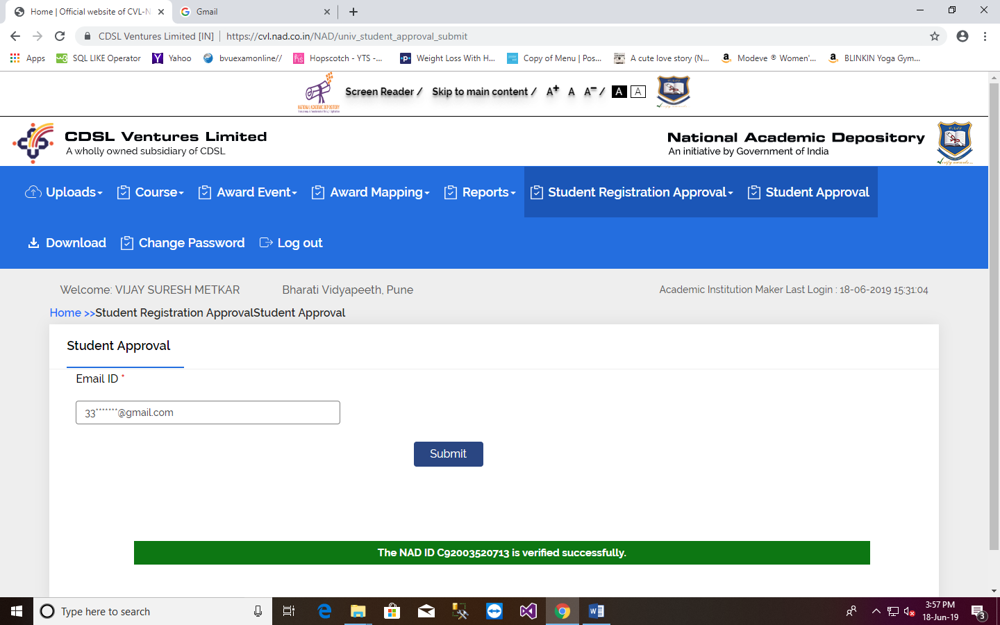 Home | Official website of CVL-N
Gmail
CDSL Ventures Limited [IN]
https://cvl.nad.co.in/NAD/univ_student_approval_submit
Apps
SQL LIKE Operator
Yahoo
bvuexamonline//
Hopscotch - YTS -...
Weight Loss With H...
Copy of Menu | Pos...
A cute love story (N...
Modeve ® Women'...
BLINKIN Yoga Gym...
NATIONAL ACADEMIC DEPOSITORY
Screen Reader /
Skip to main content /
A+
A
A- /
A
A
CDSL Ventures Limited
A wholly owned subsidiary of CDSL
National Academic Depository
An initiative by Government of India
Uploads
Course
Award Event
Award Mapping
Reports
Student Registration Approval
Student Approval
Download
Change Password
Log out
Welcome: VIJAY SURESH METKAR
Bharati Vidyapeeth, Pune
Academic Institution Maker Last Login : 18-06-2019 15:31:04
Home >>Student Registration ApprovalStudent Approval
Student Approval
Email ID *
33*******@gmail.com
Submit
The NAD ID C92003520713 is verified successfully.
Type here to search
3:57 PM
18-Jun-19
3